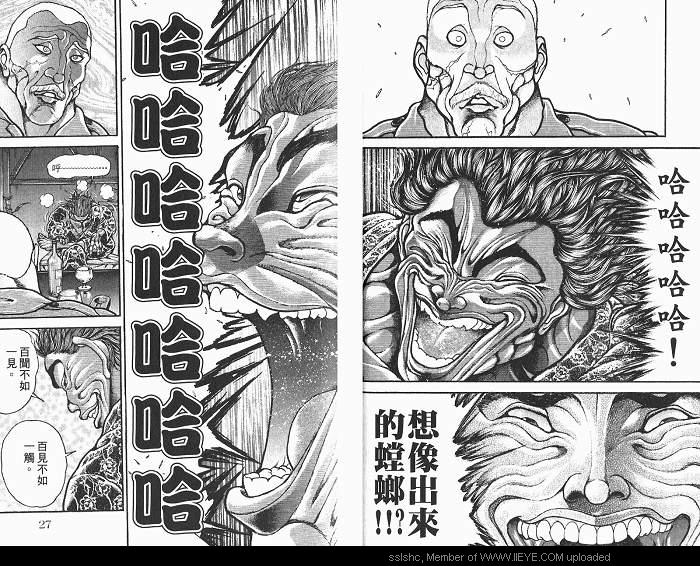 哈哈哈哈哈！
想像出來
的螳螂!!?
哈哈哈哈哈哈哈
呼…………
百聞不如
一見。
百見不如
一觸。
27
sslshc, Member of WWW.IIEYE.COM uploaded